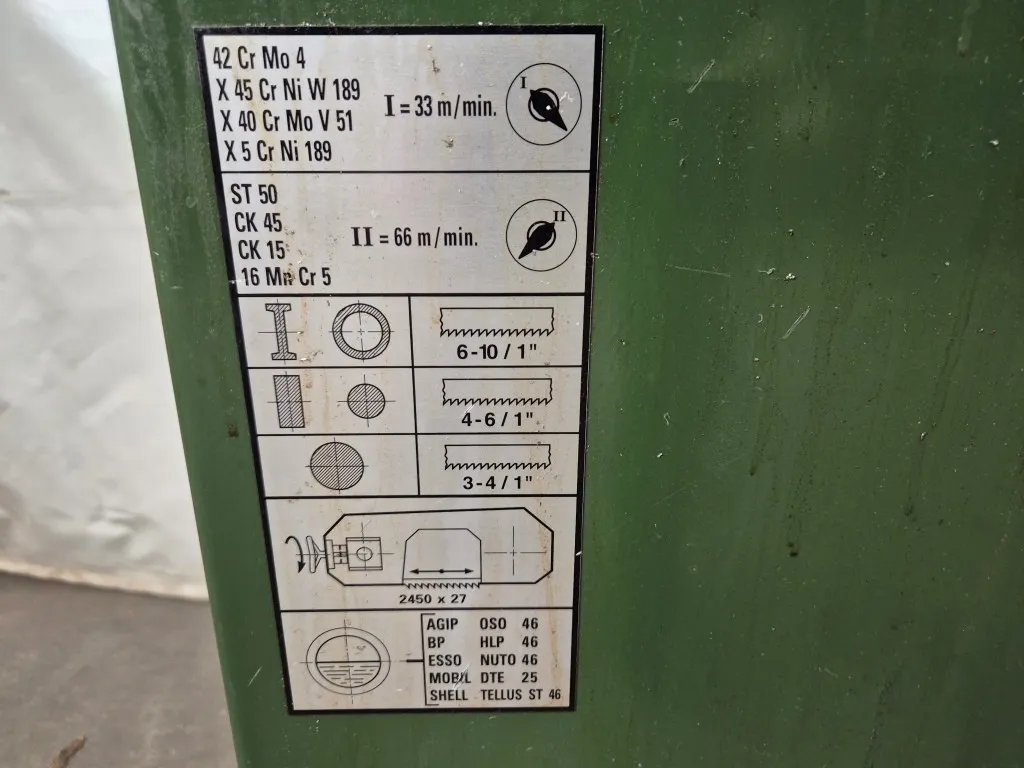 42 Cr Mo 4
X 45 Cr Ni W 189
X 40 Cr Mo V 51
X 5 Cr Ni 189
I = 33 m/min.
I
ST 50
CK 45
CK 15
16 Mn Cr 5
II = 66 m/min.
II
6-10 / 1"
4-6 / 1"
3-4 / 1"
2450 x 27
AGIP OSO 46
BP HLP 46
ESSO NUTO 46
MOBIL DTE 25
SHELL TELLUS ST 46